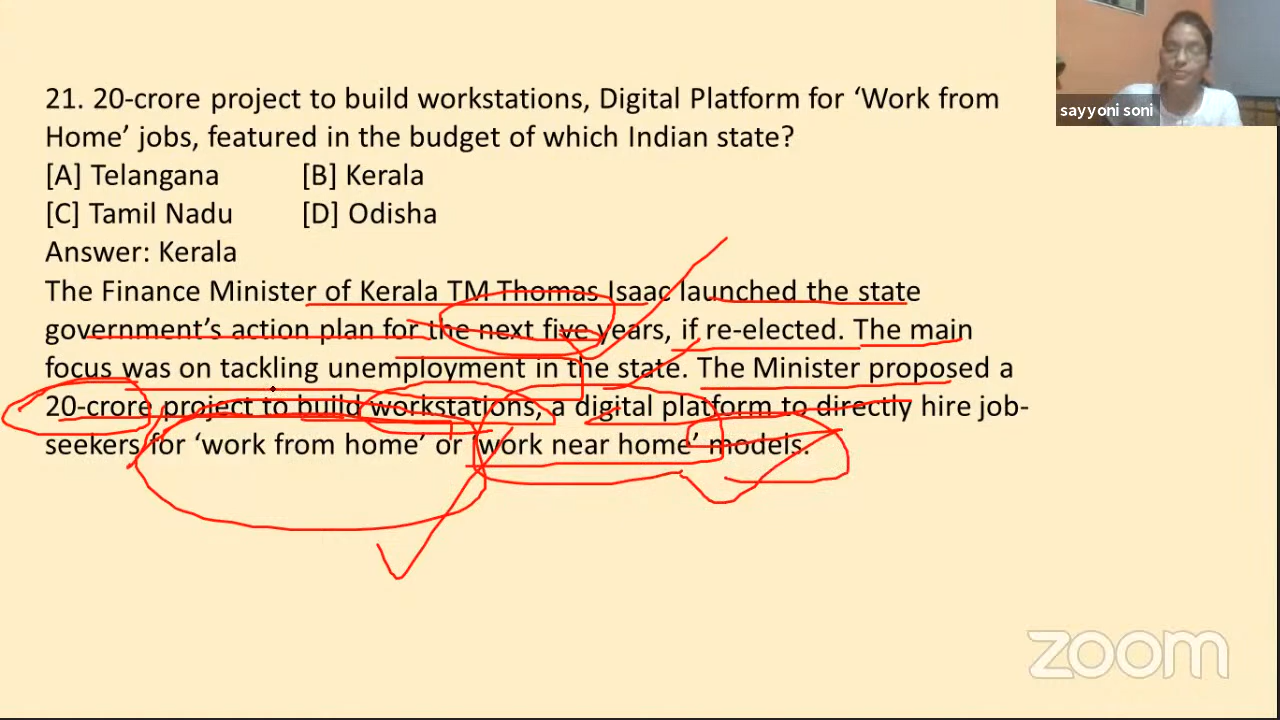 21. 20-crore project to build workstations, Digital Platform for ‘Work from
Home’ jobs, featured in the budget of which Indian state?
[A] Telangana [B] Kerala
[C] Tamil Nadu [D] Odisha
Answer: Kerala
The Finance Minister of Kerala TM Thomas Isaac launched the state
government’s action plan for the next five years, if re-elected. The main
focus was on tackling unemployment in the state. The Minister proposed a
20-crore project to build workstations, a digital platform to directly hire job-
seekers for ‘work from home’ or ‘work near home’ models.
sayyoni soni
zoom